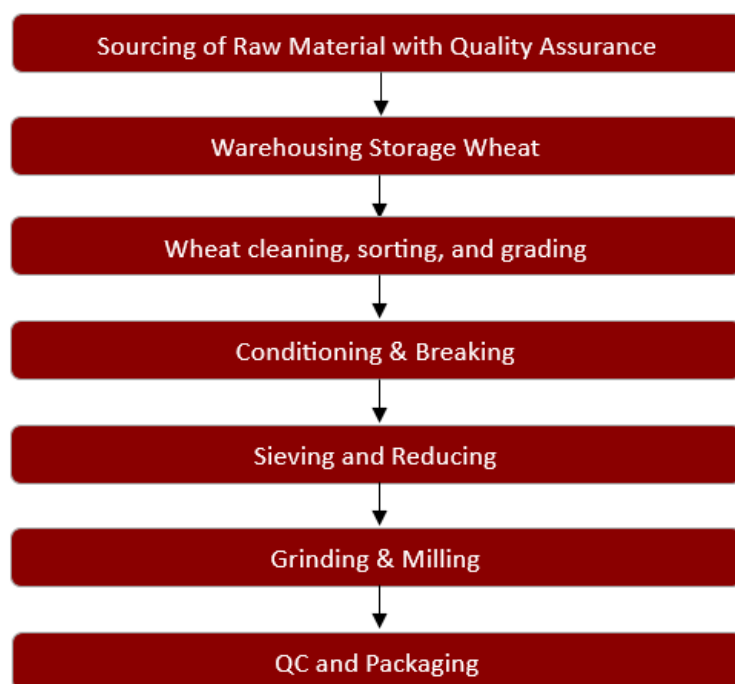 Sourcing of Raw Material with Quality Assurance
Warehousing Storage Wheat
Wheat cleaning, sorting, and grading
Conditioning & Breaking
Sieving and Reducing
Grinding & Milling
QC and Packaging